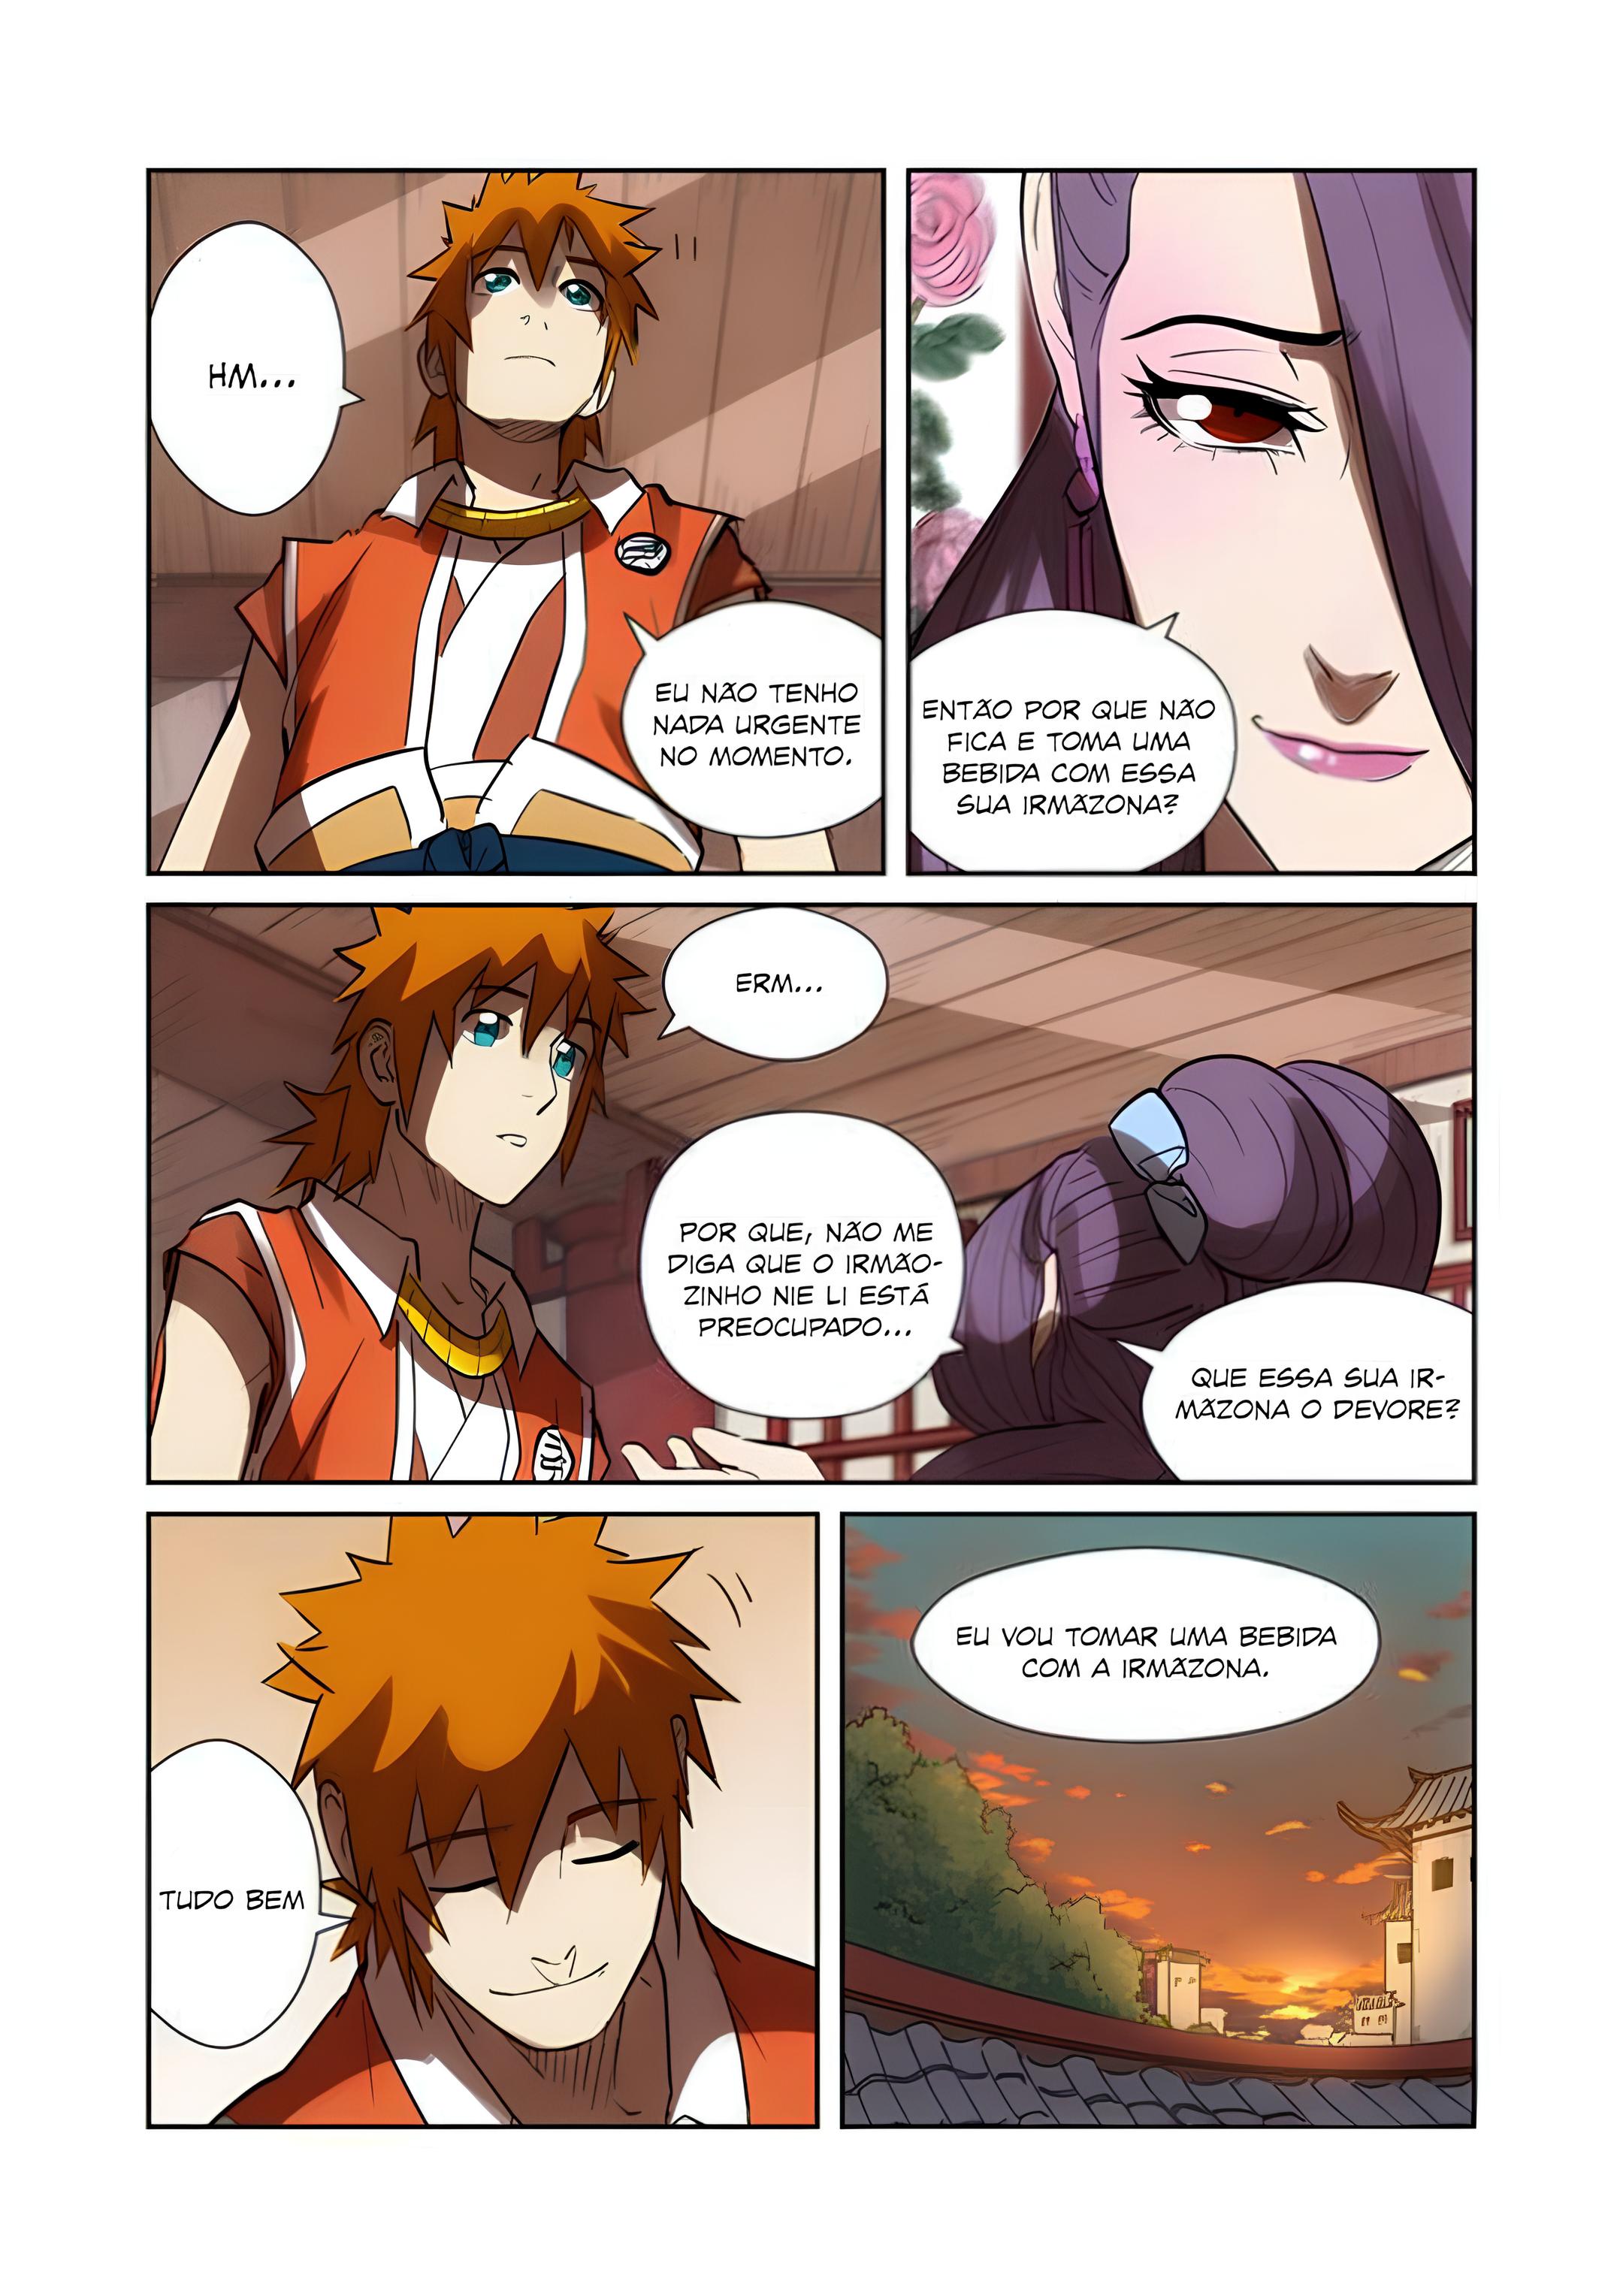 HM...
EU NÃO TENHO
NADA URGENTE
NO MOMENTO.
ENTÃO POR QUE NÃO
FICA E TOMA UMA
BEBIDA COM ESSA
SUA IRMÃZONA?
ERM...
POR QUE, NÃO ME
DIGA QUE O IRMÃO-
ZINHO NIE LI ESTÁ
PREOCUPADO...
QUE ESSA SUA IR-
MÃZONA O DEVORE?
TUDO BEM
EU VOU TOMAR UMA BEBIDA
COM A IRMÃZONA.